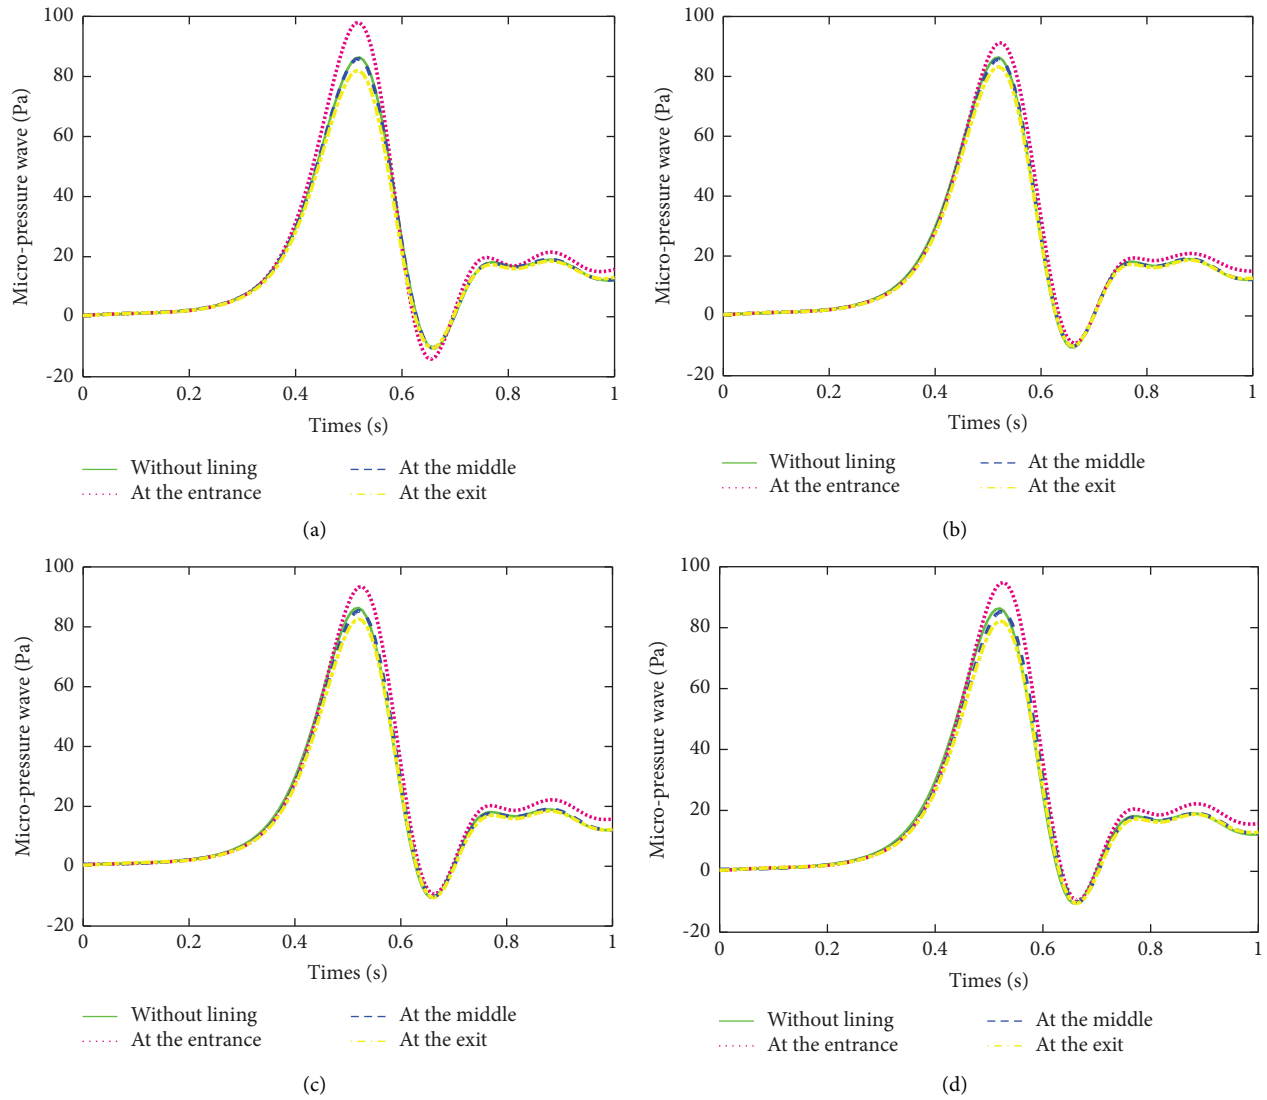 100
80
60
40
20
0
-20
Micro-pressure wave (Pa)
0 0.2 0.4 0.6 0.8 1
Times (s)
Without lining
At the middle
At the entrance
At the exit
(a)
100
80
60
40
20
0
-20
Micro-pressure wave (Pa)
0 0.2 0.4 0.6 0.8 1
Times (s)
Without lining
At the middle
At the entrance
At the exit
(b)
100
80
60
40
20
0
-20
Micro-pressure wave (Pa)
0 0.2 0.4 0.6 0.8 1
Times (s)
Without lining
At the middle
At the entrance
At the exit
(c)
100
80
60
40
20
0
-20
Micro-pressure wave (Pa)
0 0.2 0.4 0.6 0.8 1
Times (s)
Without lining
At the middle
At the entrance
At the exit
(d)